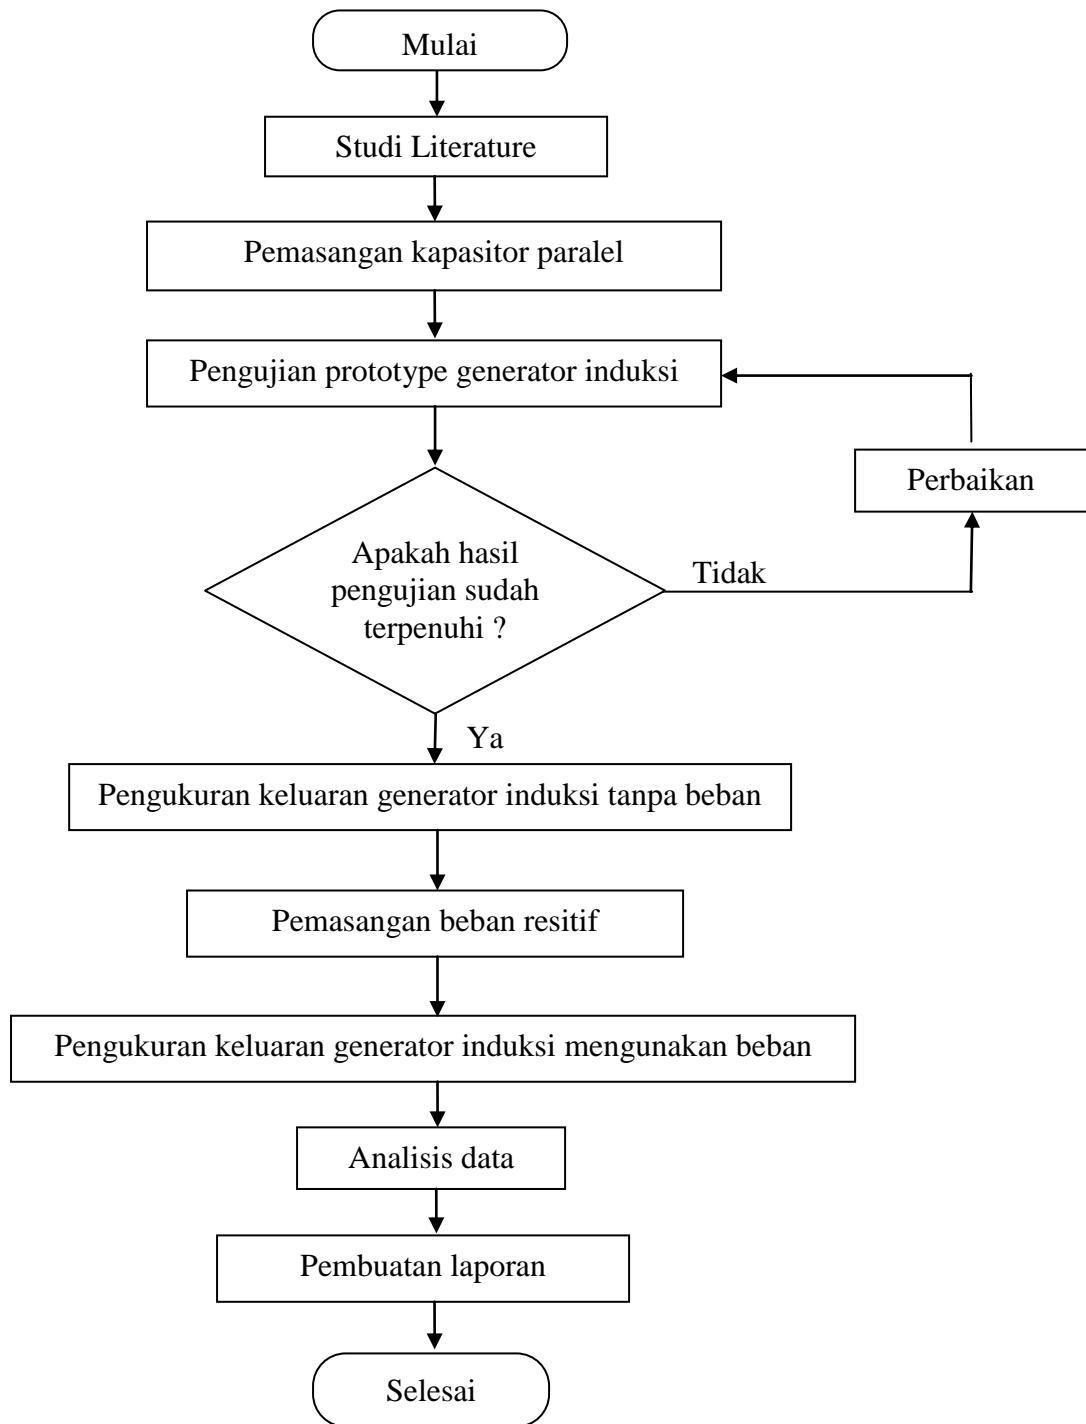 Mulai
Studi Literature
Pemasangan kapasitor paralel
Pengujian prototype generator induksi
Perbaikan
Apakah hasil
pengujian sudah
terpenuhi ?
Tidak
Ya
Pengukuran keluaran generator induksi tanpa beban
Pemasangan beban resitif
Pengukuran keluaran generator induksi mengunakan beban
Analisis data
Pembuatan laporan
Selesai